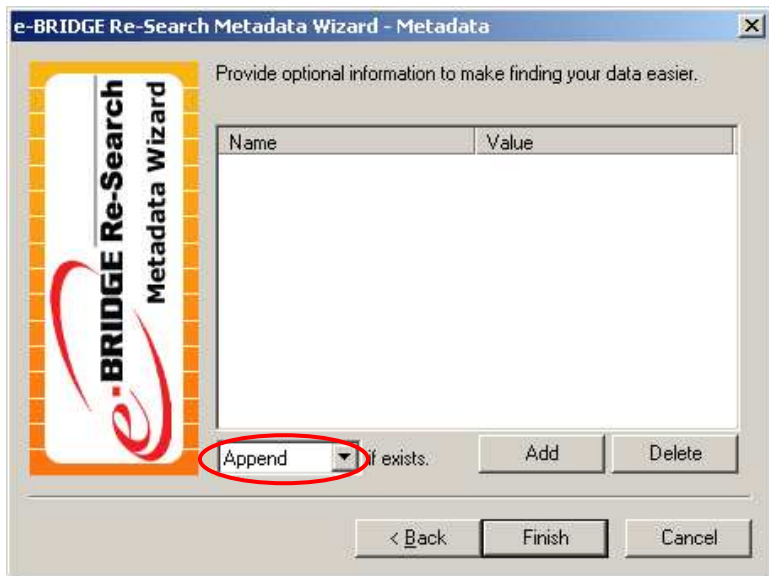 e-BRIDGE Re-Search Metadata Wizard - Metadata
e-BRIDGE Re-Search
Metadata Wizard
Provide optional information to make finding your data easier.
Name Value
Append if exists. Add Delete
< Back Finish Cancel